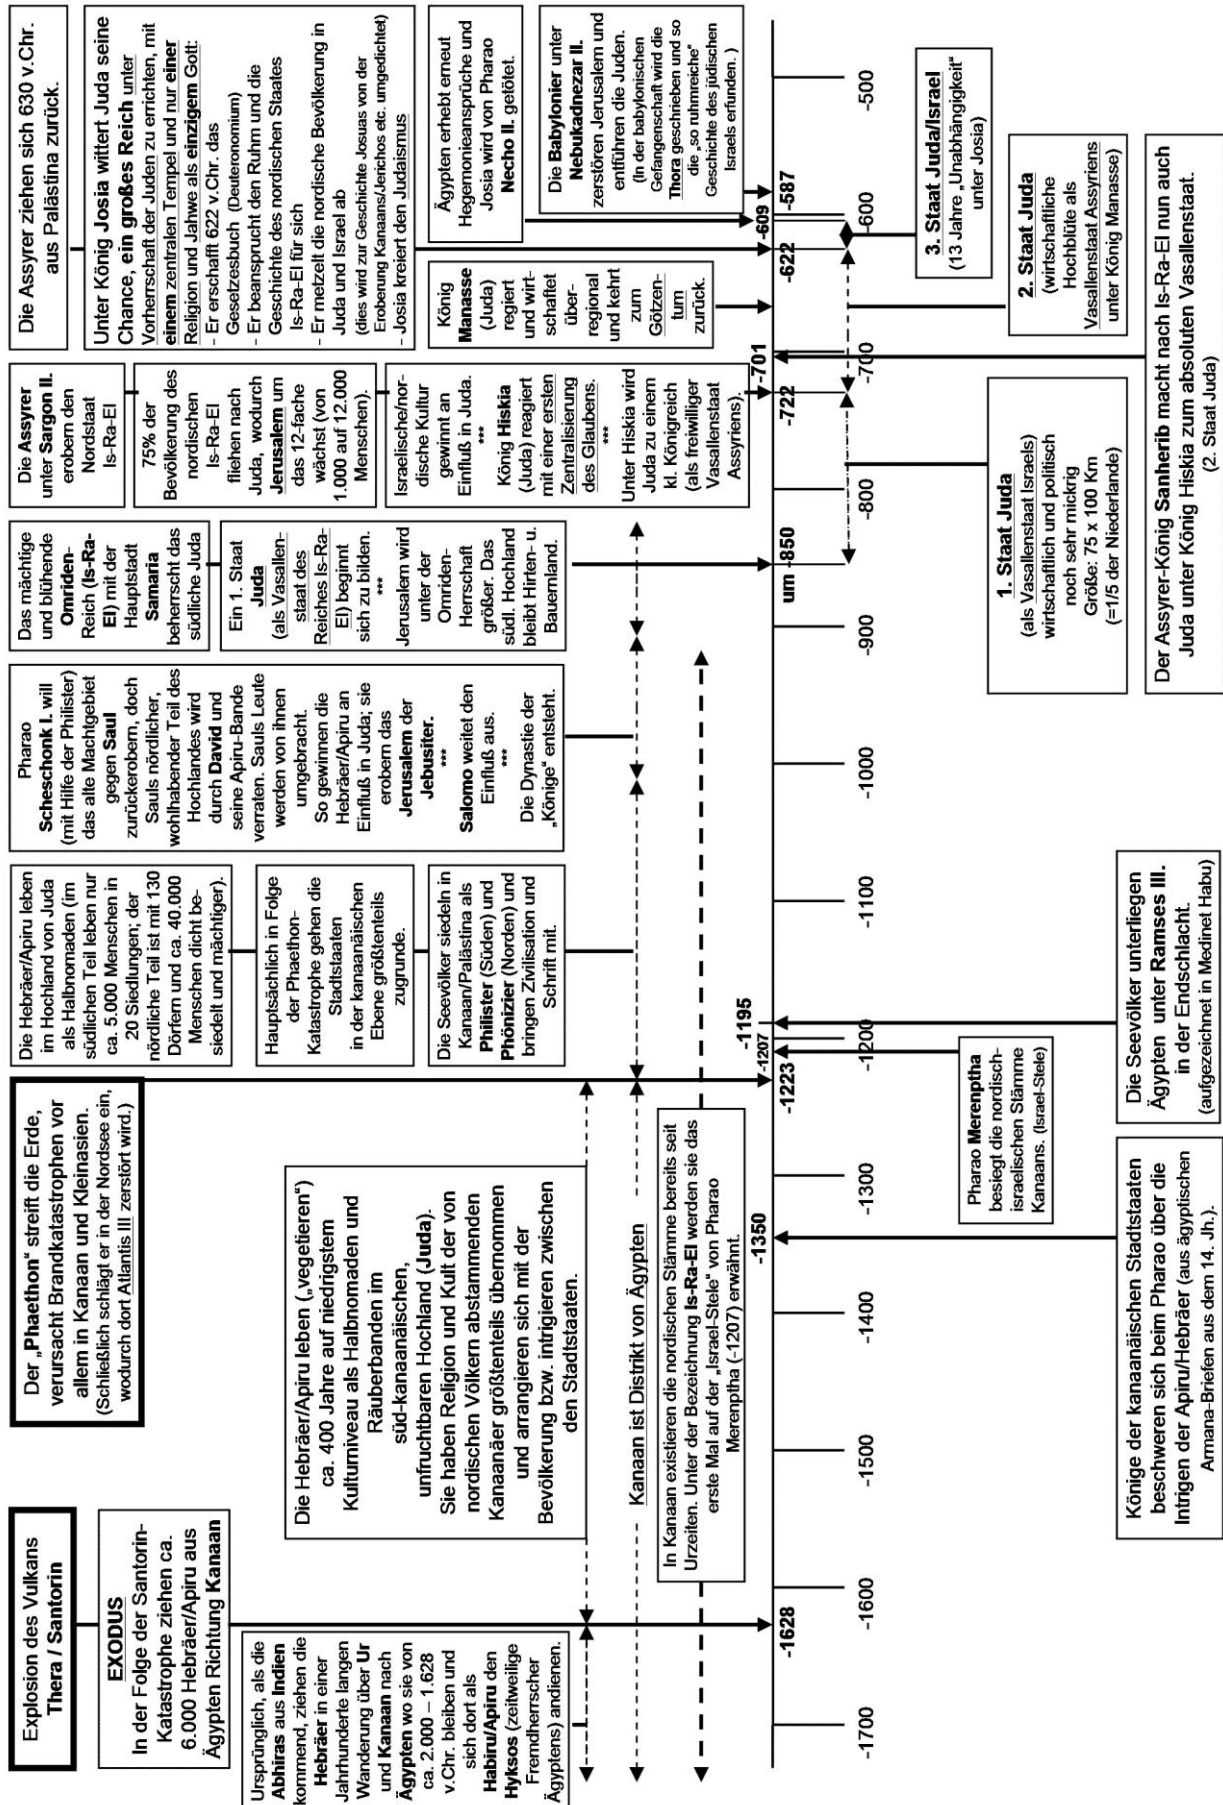 Explosion des Vulkans
Thera / Santorin
EXODUS
In der Folge der Santorin-
Katastrophe ziehen ca.
6.000 Hebräer/Apiru aus
Ägypten Richtung Kanaan
Ursprünglich, als die
Abhiras aus Indien
kommend, ziehen die
Hebräer in einer
Jahrhunderte langen
Wanderung über Ur
und Kanaan nach
Ägypten wo sie von
ca. 2.000 – 1.628
v.Chr. bleiben und
sich dort als
Habiru/Apiru den
Hyksos (zeitweilige
Fremdherrscher
Ägyptens) andienen.
Der „Phaethon“ streift die Erde,
verursacht Brandkatastrophen vor
allem in Kanaan und Kleinasien.
(Schließlich schlägt er in der Nordsee ein,
wodurch dort Atlantis III zerstört wird.)
Die Hebräer/Apiru leben („vegetieren“)
ca. 400 Jahre auf niedrigstem
Kulturniveau als Halbnomaden und
Räuberbanden im
süd-kanaanäischen,
unfruchtbaren Hochland (Juda).
Sie haben Religion und Kult der von
nordischen Völkern abstammenden
Kanaanäer größtenteils übernommen
und arrangieren sich mit der
Bevölkerung bzw. intrigieren zwischen
den Stadtstaaten.
Kanaan ist Distrikt von Ägypten
In Kanaan existieren die nordischen Stämme bereits seit
Urzeiten. Unter der Bezeichnung Is-Ra-El werden sie das
erste Mal auf der „Israel-Stele“ von Pharao
Merenptha (-1207) erwähnt.
Die Hebräer/Apiru leben
im Hochland von Juda
als Halbnomaden (im
südlichen Teil leben nur
ca. 5.000 Menschen in
20 Siedlungen; der
nördliche Teil ist mit 130
Dörfern und ca. 40.000
Menschen dicht be-
siedelt und mächtiger).
Hauptsächlich in Folge
der Phaethon-
Katastrophe gehen die
Stadtstaaten
in der kanaanäischen
Ebene größtenteils
zugrunde.
Die Seevölker siedeln in
Kanaan/Palästina als
Philister (Süden) und
Phönizier (Norden) und
bringen Zivilisation und
Schrift mit.
Pharao
Scheschonk I. will
(mit Hilfe der Philister)
das alte Machtgebiet
gegen Saul
zurückerobern, doch
Sauls nördlicher,
wohlhabender Teil des
Hochlandes wird
durch David und
seine Apiru-Bande
verraten. Sauls Leute
werden von ihnen
umgebracht.
So gewinnen die
Hebräer/Apiru an
Einfluß in Juda; sie
erobern das
Jerusalem der
Jebusiter.
***
Salomo weitet den
Einfluß aus.
***
Die Dynastie der
„Könige“ entsteht.
Das mächtige
und blühende
Omriden-
Reich (Is-Ra-
El) mit der
Hauptstadt
Samaria
beherrscht das
südliche Juda
Ein 1. Staat
Juda
(als Vasallen-
staat des
Reiches Is-Ra-
El) beginnt
sich zu bilden.
***
Jerusalem wird
unter der
Omriden-
Herrschaft
größer. Das
südl. Hochland
bleibt Hirten- u.
Bauernland.
Die Assyrer
unter Sargon II.
erobern den
Nordstaat
Is-Ra-El
75% der
Bevölkerung des
nordischen
Is-Ra-El
fliehen nach
Juda, wodurch
Jerusalem um
das 12-fache
wächst (von
1.000 auf 12.000
Menschen).
Israelische/nor-
dische Kultur
gewinnt an
Einfluß in Juda.
***
König Hiskia
(Juda) reagiert
mit einer ersten
Zentralisierung
des Glaubens.
***
Unter Hiskia wird
Juda zu einem
kl. Königreich
(als freiwilliger
Vasallenstaat
Assyriens).
Die Assyrer ziehen sich 630 v.Chr.
aus Palästina zurück.
Unter König Josia wittert Juda seine
Chance, ein großes Reich unter
Vorherrschaft der Juden zu errichten, mit
einem zentralen Tempel und nur einer
Religion und Jahwe als einzigem Gott:
- Er erschafft 622 v.Chr. das
Gesetzesbuch (Deuteronomium)
- Er beansprucht den Ruhm und die
Geschichte des nordischen Staates
Is-Ra-El für sich
- Er metzelt die nordische Bevölkerung in
Juda und Israel ab
(dies wird zur Geschichte Josuas von der
Eroberung Kanaans/Jerichos etc. umgedichtet)
- Josia kreiert den Judaismus
König
Manasse
(Juda)
regiert
und wirt-
schaftet
über-
regional
und kehrt
zum
Götzen-
tum
zurück.
Ägypten erhebt erneut
Hegemonieansprüche und
Josia wird von Pharao
Necho II. getötet.
Die Babylonier unter
Nebukadnezar II.
zerstören Jerusalem und
entführen die Juden.
(In der babylonischen
Gefangenschaft wird die
Thora geschrieben und so
die „so ruhmreiche“
Geschichte des jüdischen
Israels erfunden. )
-1628
-1350
-1223
-1207
-1195
um -850
-722
-701
-622
-609
-587
-1700
-1600
-1500
-1400
-1300
-1200
-1100
-1000
-900
-800
-700
-600
-500
Könige der kanaanäischen Stadtstaaten
beschweren sich beim Pharao über die
Intrigen der Apiru/Hebräer (aus ägyptischen
Armarna-Briefen aus dem 14. Jh.).
Pharao Merenptha
besiegt die nordisch-
israelischen Stämme
Kanaans. (Israel-Stele)
Die Seevölker unterliegen
Ägypten unter Ramses III.
in der Endschlacht.
(aufgezeichnet in Medinet Habu)
1. Staat Juda
(als Vasallenstaat Israels)
wirtschaftlich und politisch
noch sehr mickrig
Größe: 75 x 100 Km
(=1/5 der Niederlande)
2. Staat Juda
(wirtschaftliche
Hochblüte als
Vasallenstaat Assyriens
unter König Manasse)
3. Staat Juda/Israel
(13 Jahre „Unabhängigkeit“
unter Josia)
Der Assyrer-König Sanherib macht nach Is-Ra-El nun auch
Juda unter König Hiskia zum absoluten Vasallenstaat.
(2. Staat Juda)